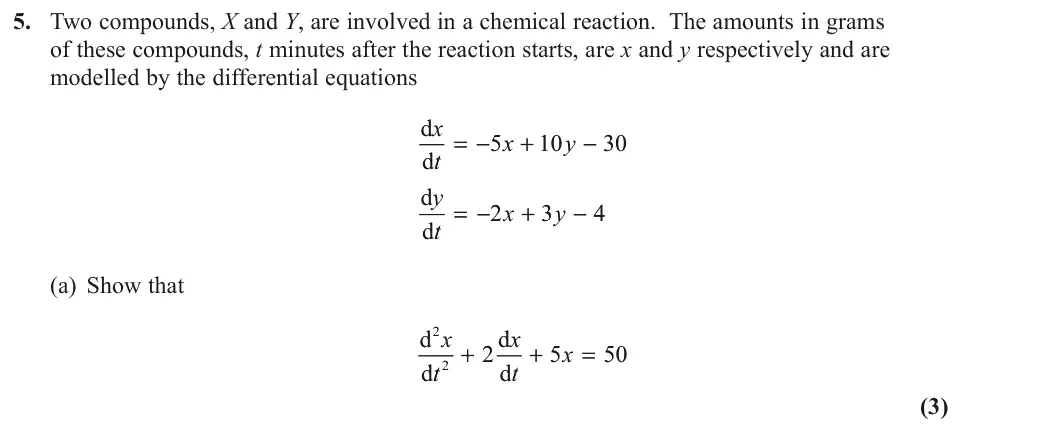 5. Two compounds, X and Y, are involved in a chemical reaction. The amounts in grams
of these compounds, t minutes after the reaction starts, are x and y respectively and are
modelled by the differential equations
dx/dt = −5x + 10y − 30
dy/dt = −2x + 3y − 4
(a) Show that
d²x/dt² + 2 dx/dt + 5x = 50
(3)